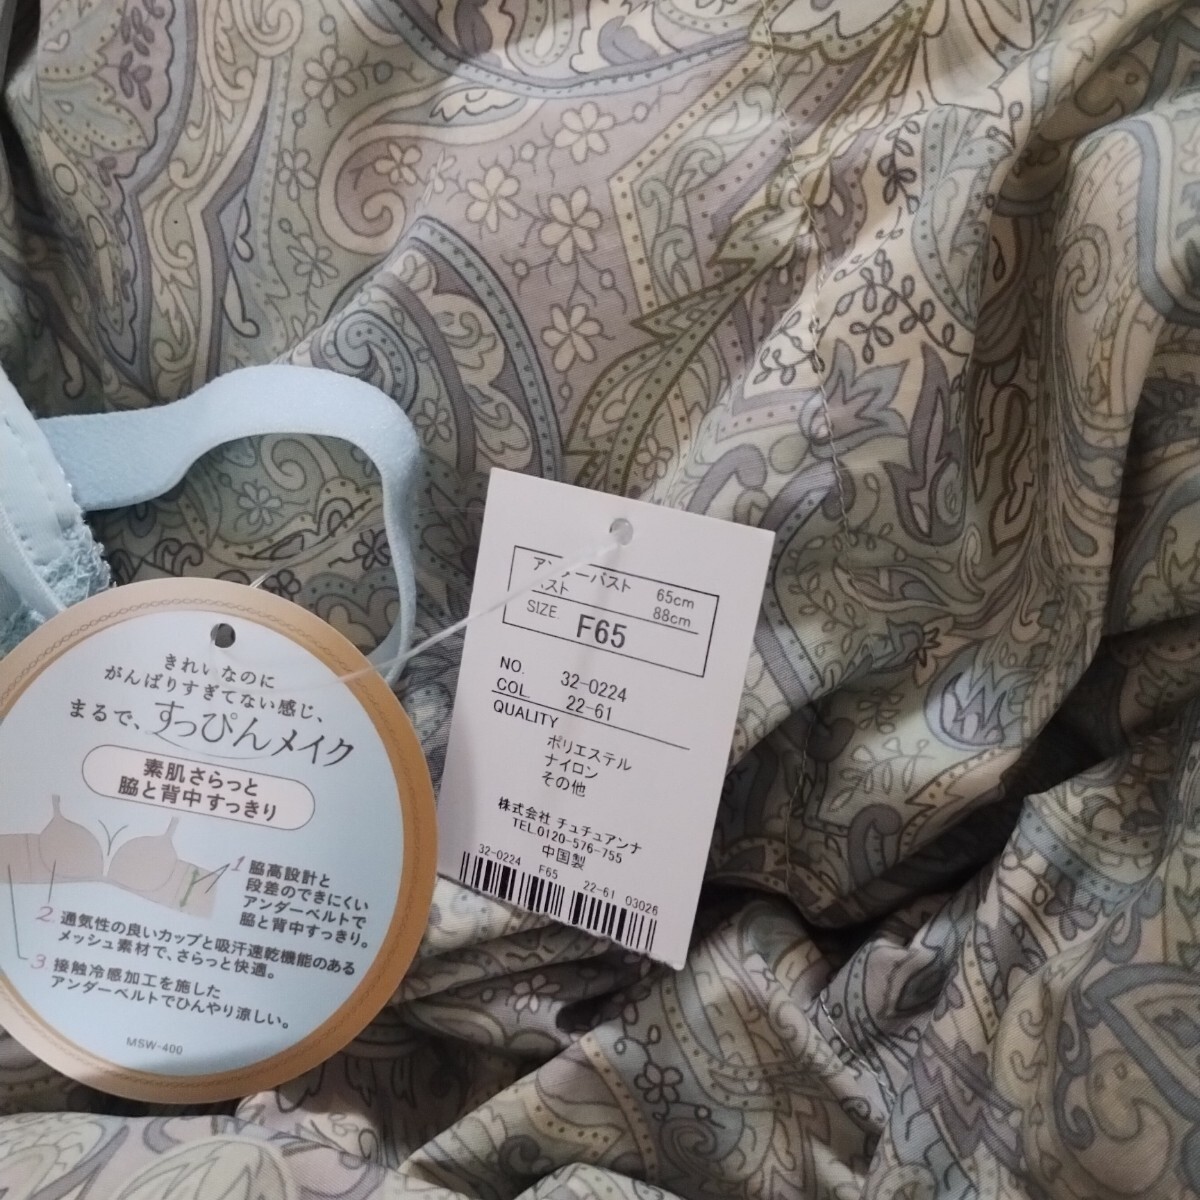 きれいなのに
がんばりすぎてない感じ、
まるで、すっぴんメイク
素肌さらっと
脇と背中すっきり
1 脇高設計と
段差のできにくい
アンダーベルトで
脇と背中すっきり。
2. 通気性の良いカップと吸汗速乾機能のある
メッシュ素材で、さらっと快適。
3. 接触冷感加工を施した
アンダーベルトでひんやり涼しい。
MSW-400
アンダーバスト 65cm
バスト 88cm
SIZE F65
NO. 32-0224
COL 22-61
QUALITY
ポリエステル
ナイロン
その他
株式会社 チュチュアンナ
TEL.0120-576-755
中国製
32-0224 F65 22-61 03026